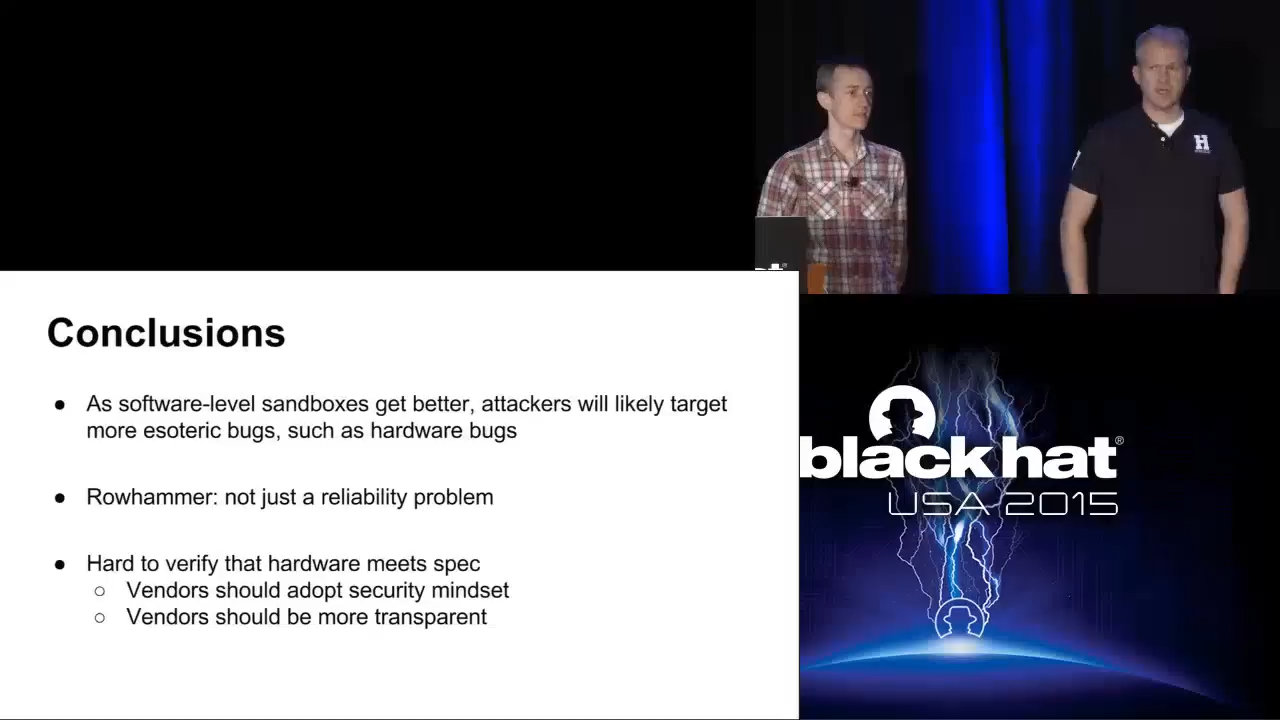 H
Conclusions
● As software-level sandboxes get better, attackers will likely target
more esoteric bugs, such as hardware bugs
● Rowhammer: not just a reliability problem
● Hard to verify that hardware meets spec
○ Vendors should adopt security mindset
○ Vendors should be more transparent
black hat®
USA 2015